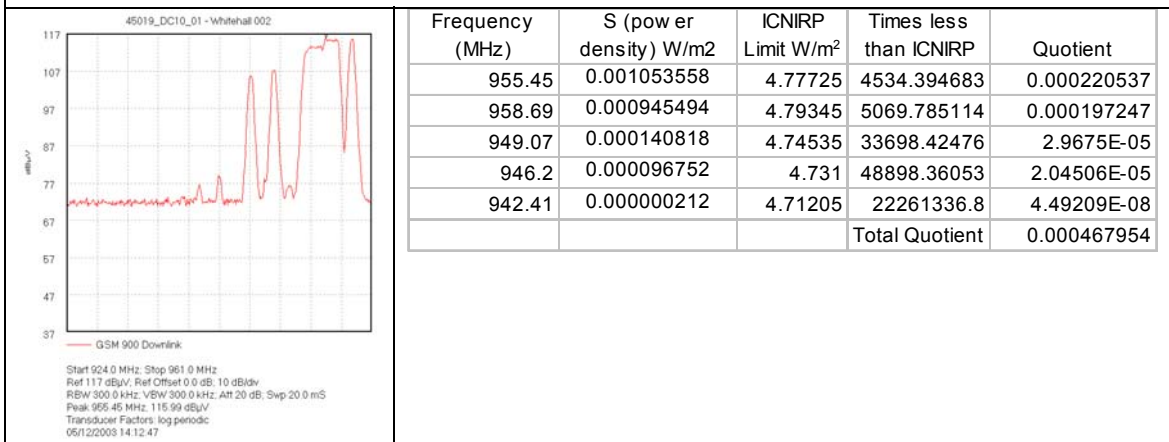 45019_DC10_01 - Whitehall 002
117
107
97
87
77
67
57
47
37
dBµV
GSM 900 Downlink
Start 924.0 MHz; Stop 961.0 MHz
Ref 117 dBµV; Ref Offset 0.0 dB; 10 dB/div
RBW 300.0 kHz; VBW 300.0 kHz; Att 20 dB; Swp 20.0 mS
Peak 955.45 MHz, 115.99 dBµV
Transducer Factors: log periodic
05/12/2003 14:12:47
Frequency (MHz) S (pow er density) W/m2 ICNIRP Limit W/m² Times less than ICNIRP Quotient
955.45 0.001053558 4.77725 4534.394683 0.000220537
958.69 0.000945494 4.79345 5069.785114 0.000197247
949.07 0.000140818 4.74535 33698.42476 2.9675E-05
946.2 0.000096752 4.731 48898.36053 2.04506E-05
942.41 0.000000212 4.71205 22261336.8 4.49209E-08
Total Quotient 0.000467954